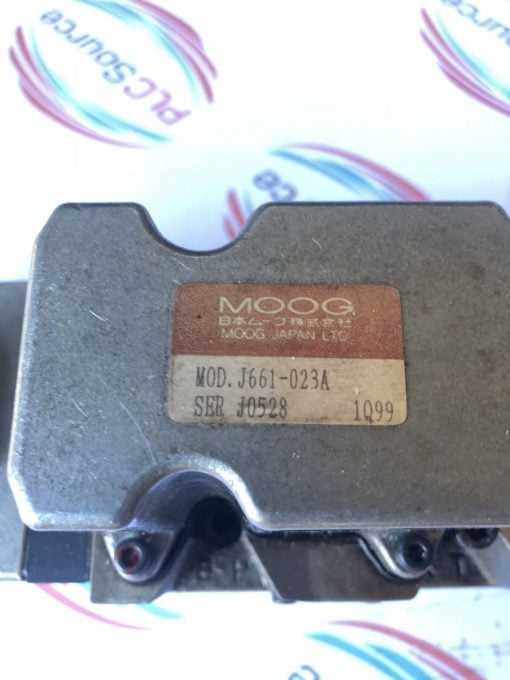 PLC Source
ource
MOOG
日本ムーグ株式会社
MOOG JAPAN LTD
MOD. J661-023A
SER J0528 1Q99